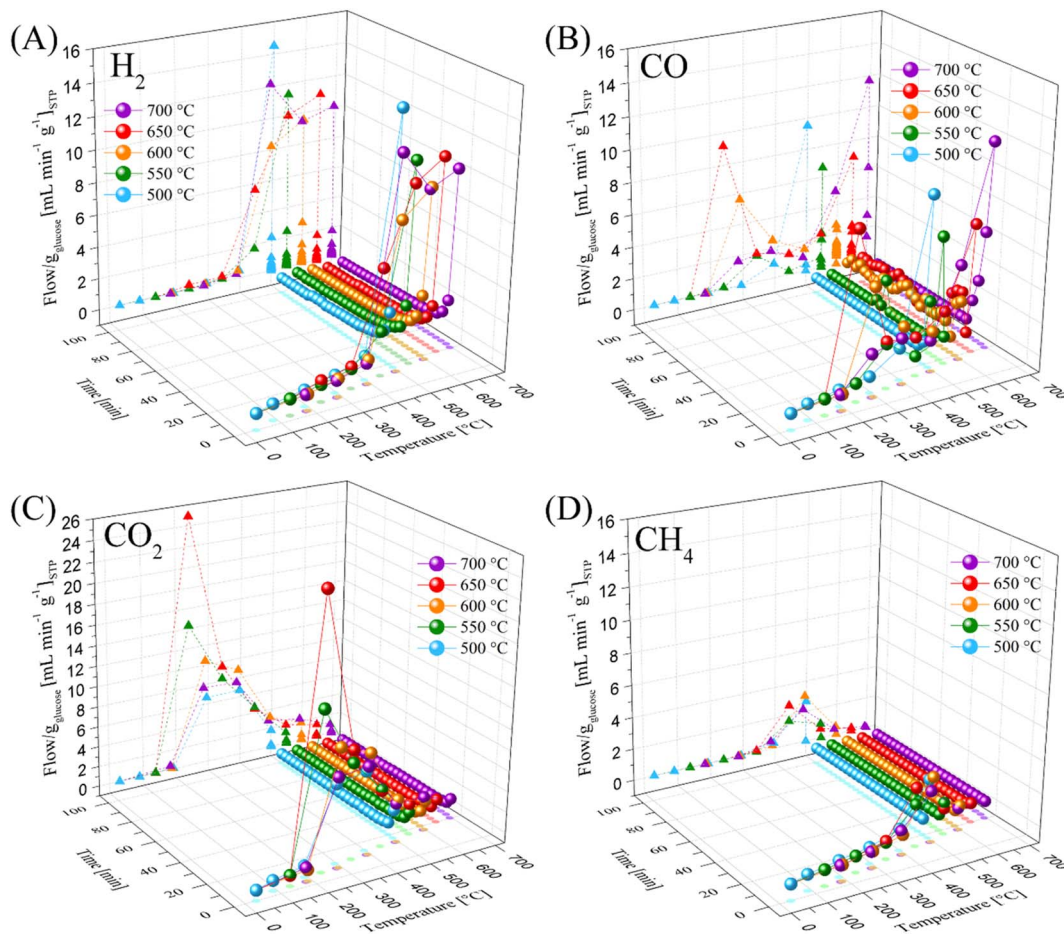 (A)
H2
Flow/gglucose [mL min⁻¹ g⁻¹]STP
16
14
12
10
8
6
4
2
0
700 °C
650 °C
600 °C
550 °C
500 °C
100
80
60
40
20
0
Time [min]
0
100
200
300
400
500
600
700
Temperature [°C]
(B)
CO
Flow/gglucose [mL min⁻¹ g⁻¹]STP
16
14
12
10
8
6
4
2
0
700 °C
650 °C
600 °C
550 °C
500 °C
100
80
60
40
20
0
Time [min]
0
100
200
300
400
500
600
700
Temperature [°C]
(C)
CO2
Flow/gglucose [mL min⁻¹ g⁻¹]STP
26
24
22
20
18
16
14
12
10
8
6
4
2
0
700 °C
650 °C
600 °C
550 °C
500 °C
100
80
60
40
20
0
Time [min]
0
100
200
300
400
500
600
700
Temperature [°C]
(D)
CH4
Flow/gglucose [mL min⁻¹ g⁻¹]STP
16
14
12
10
8
6
4
2
0
700 °C
650 °C
600 °C
550 °C
500 °C
100
80
60
40
20
0
Time [min]
0
100
200
300
400
500
600
700
Temperature [°C]